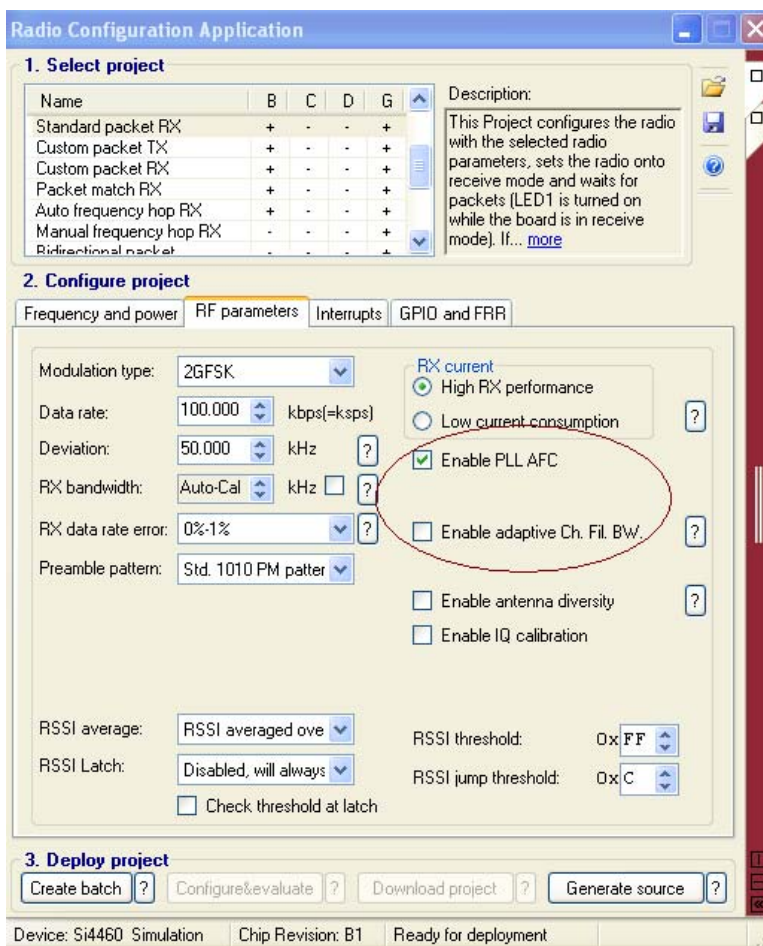 Radio Configuration Application
1. Select project
Name B C D G
Standard packet RX + - - +
Custom packet TX + - - +
Custom packet RX + - - +
Packet match RX + - - +
Auto frequency hop RX + - - +
Manual frequency hop RX - - - +
Bidirectional packet - - - +
Description:
This Project configures the radio
with the selected radio
parameters, sets the radio onto
receive mode and waits for
packets (LED1 is turned on
while the board is in receive
mode). If... more
2. Configure project
Frequency and power RF parameters Interrupts GPIO and FRR
Modulation type: 2GFSK
Data rate: 100.000 kbps(=ksps)
Deviation: 50.000 kHz ?
RX bandwidth: Auto-Cal kHz ?
RX data rate error: 0%-1% ?
Preamble pattern: Std. 1010 PM patter
RX current
High RX performance
Low current consumption ?
Enable PLL AFC
Enable adaptive Ch. Fil. BW. ?
Enable antenna diversity ?
Enable IQ calibration
RSSI average: RSSI averaged ove
RSSI Latch: Disabled, will always
Check threshold at latch
RSSI threshold: 0x FF
RSSI jump threshold: 0x C
3. Deploy project
Create batch ? Configure&evaluate ? Download project ? Generate source ?
Device: Si4460 Simulation Chip Revision: B1 Ready for deployment